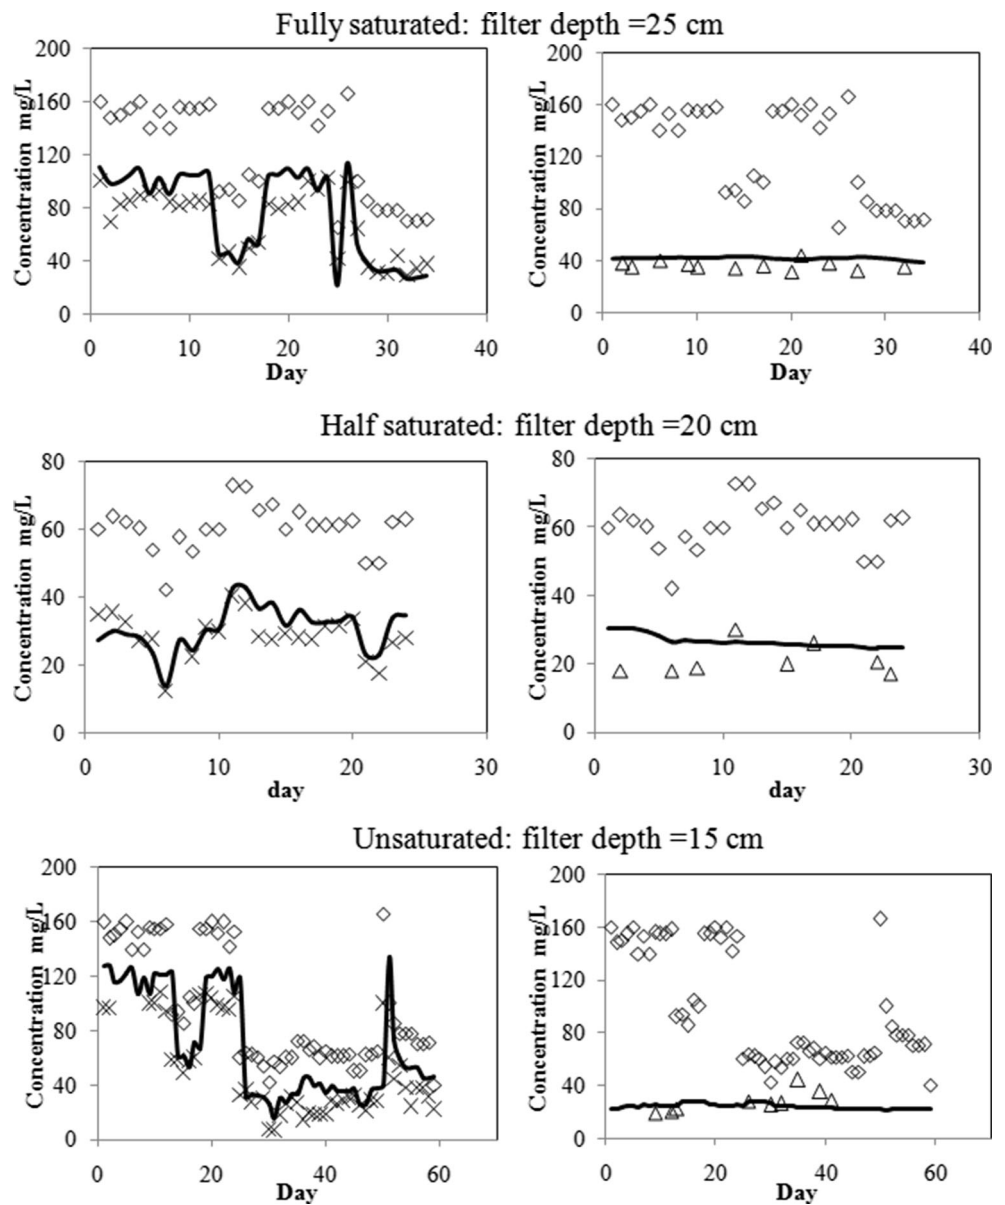 Fully saturated: filter depth =25 cm
Concentration mg/L
200
160
120
80
40
0
0 10 20 30 40
Day
Concentration mg/L
200
160
120
80
40
0
0 10 20 30 40
Day
Half saturated: filter depth =20 cm
Concentration mg/L
80
60
40
20
0
0 10 20 30
day
Concentration mg/L
80
60
40
20
0
0 10 20 30
day
Unsaturated: filter depth =15 cm
Concentration mg/L
200
160
120
80
40
0
0 20 40 60
Day
Concentration mg/L
200
160
120
80
40
0
0 20 40 60
Day